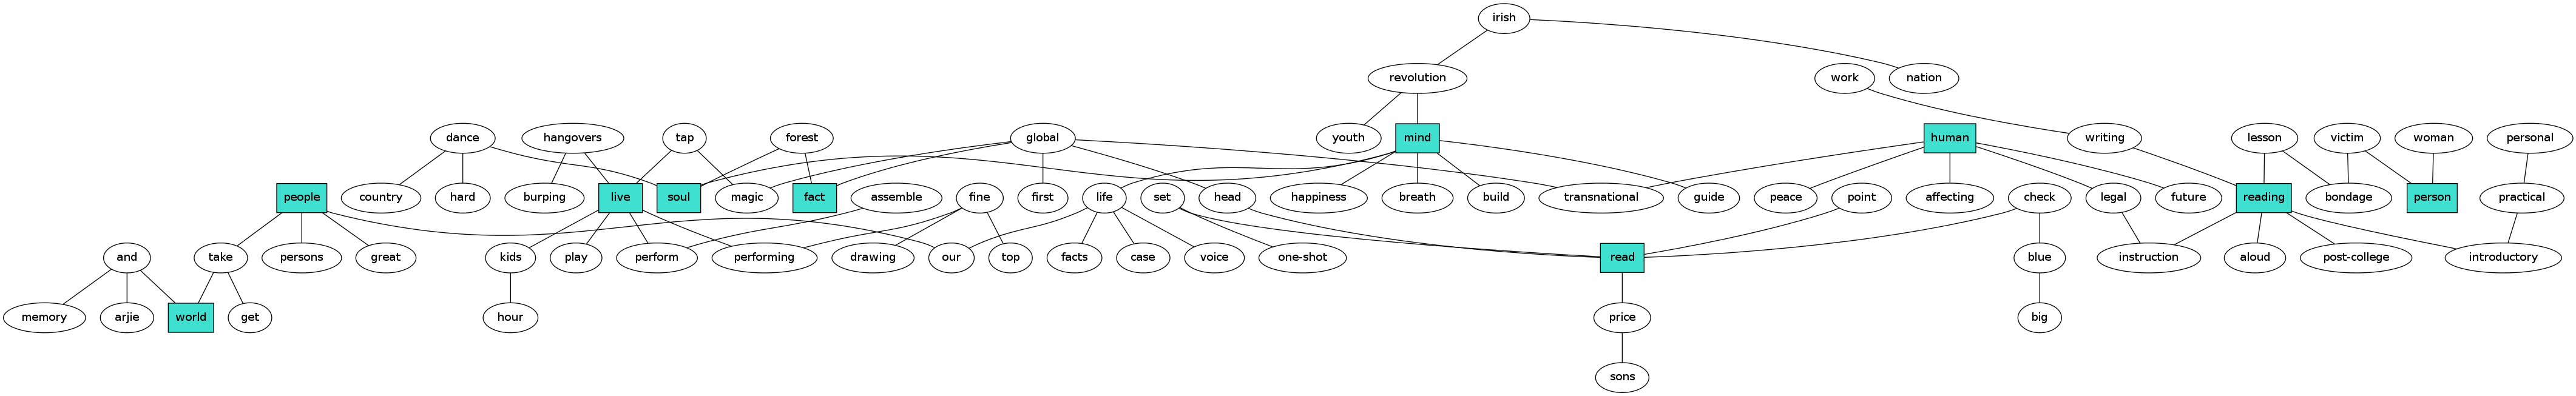 irish
revolution work nation
dance hangovers tap forest global youth mind human writing lesson victim woman personal
people country hard burping live soul magic fact assemble fine first life set head happiness breath build transnational guide peace point affecting check legal future reading bondage person practical
and take persons great kids play perform performing drawing our top facts case voice one-shot read blue instruction aloud post-college introductory
memory arjie world get hour price big
sons